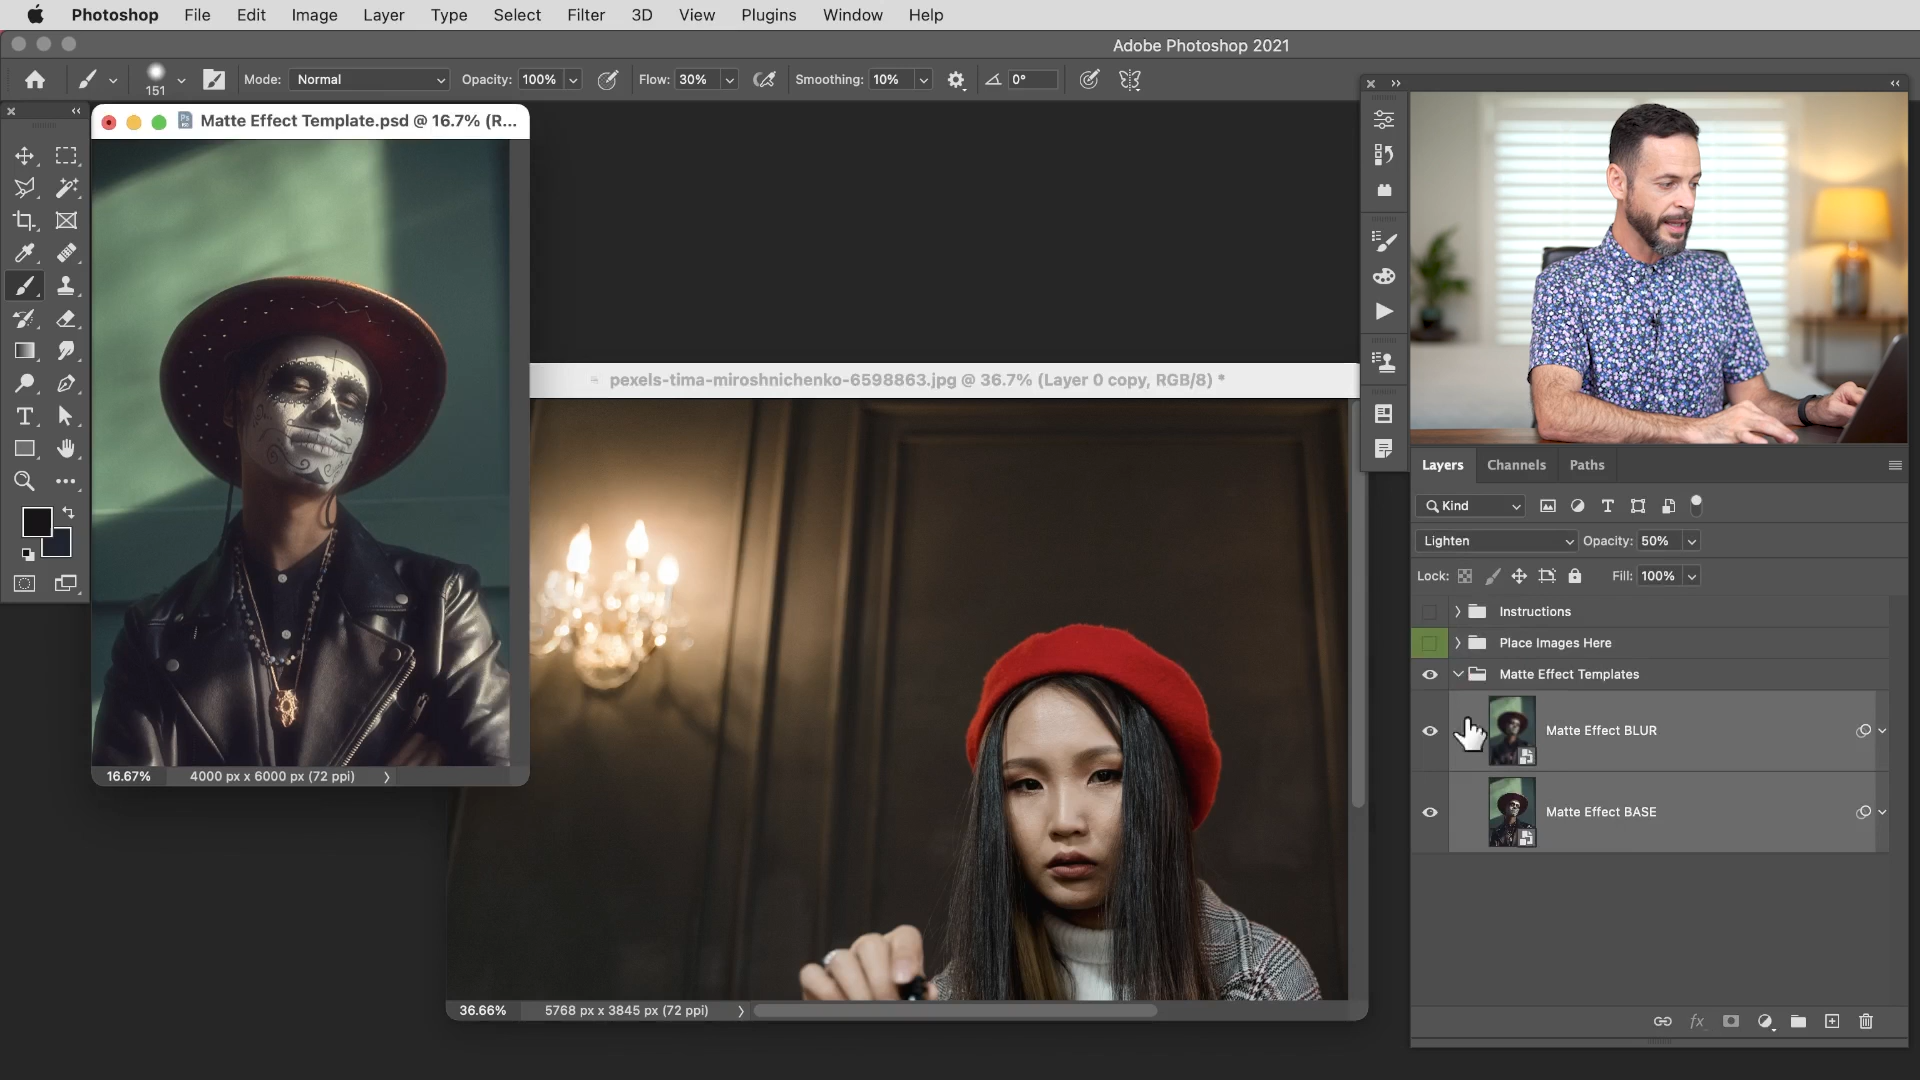 Photoshop File Edit Image Layer Type Select Filter 3D View Plugins Window Help
Adobe Photoshop 2021
151 Mode: Normal Opacity: 100% Flow: 30% Smoothing: 10% 0°
Matte Effect Template.psd @ 16.7% (R...
16.67% 4000 px x 6000 px (72 ppi)
pexels-tima-miroshnichenko-6598863.jpg @ 36.7% (Layer 0 copy, RGB/8) *
36.66% 5768 px x 3845 px (72 ppi)
Layers Channels Paths
Kind
Lighten Opacity: 50%
Lock: Fill: 100%
Instructions
Place Images Here
Matte Effect Templates
Matte Effect BLUR
Matte Effect BASE